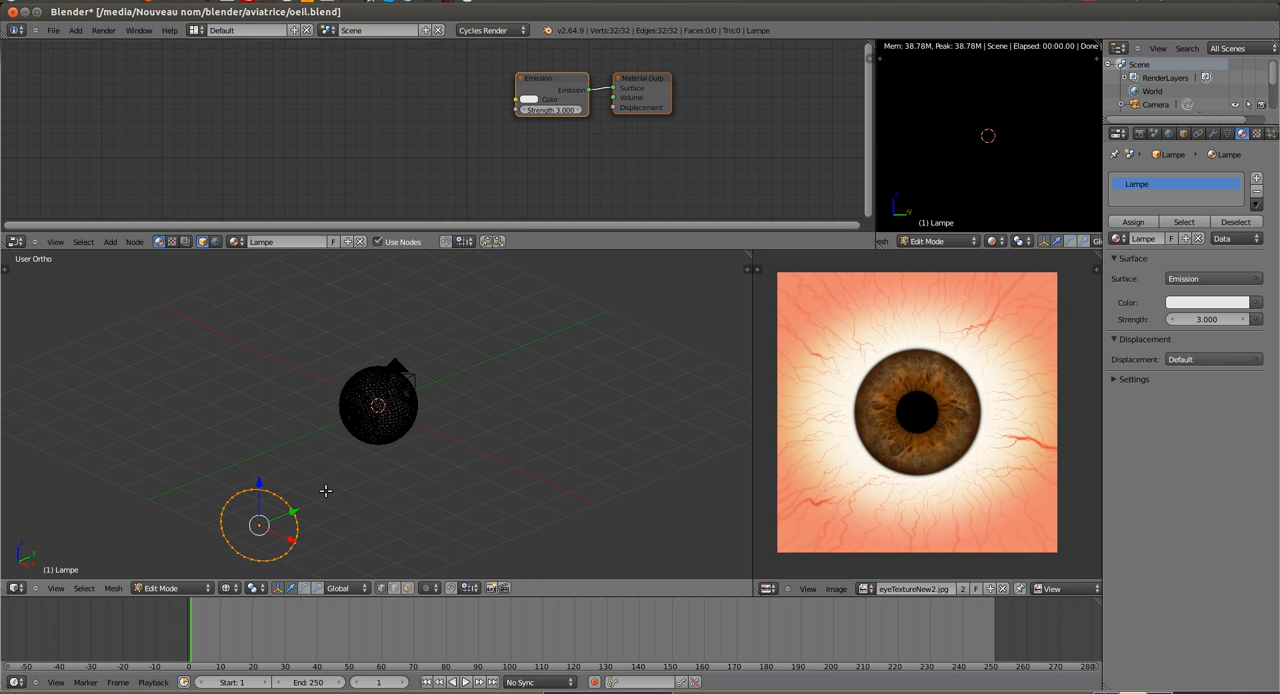 Blender* [/media/Nouveau nom/blender/aviatrice/oeil.blend]
File Add Render Window Help Default Scene Cycles Render v2.64.9 | Verts:32/32 | Edges:32/32 | Faces:0/0 | Tris:0 | Lampe
Mem: 38.78M, Peak: 38.78M | Scene | Elapsed: 00:00.00 | Done
View Search All Scenes
Scene
RenderLayers
World
Camera
Emission
Emission
Color
Strength 3.000
Material Outp
Surface
Volume
Displacement
(1) Lampe
View Select Add Node Lampe F Use Nodes
esh Edit Mode Gl
Lampe Lampe
Lampe
Assign Select Deselect
Lampe F Data
Surface
Surface: Emission
Color:
Strength: 3.000
Displacement
Displacement: Default
Settings
User Ortho
(1) Lampe
View Select Mesh Edit Mode Global
View Image eyeTextureNew2.jpg 2 F View
-50 -40 -30 -20 -10 0 10 20 30 40 50 60 70 80 90 100 110 120 130 140 150 160 170 180 190 200 210 220 230 240 250 260 270 280
View Marker Frame Playback Start: 1 End: 250 1 No Sync